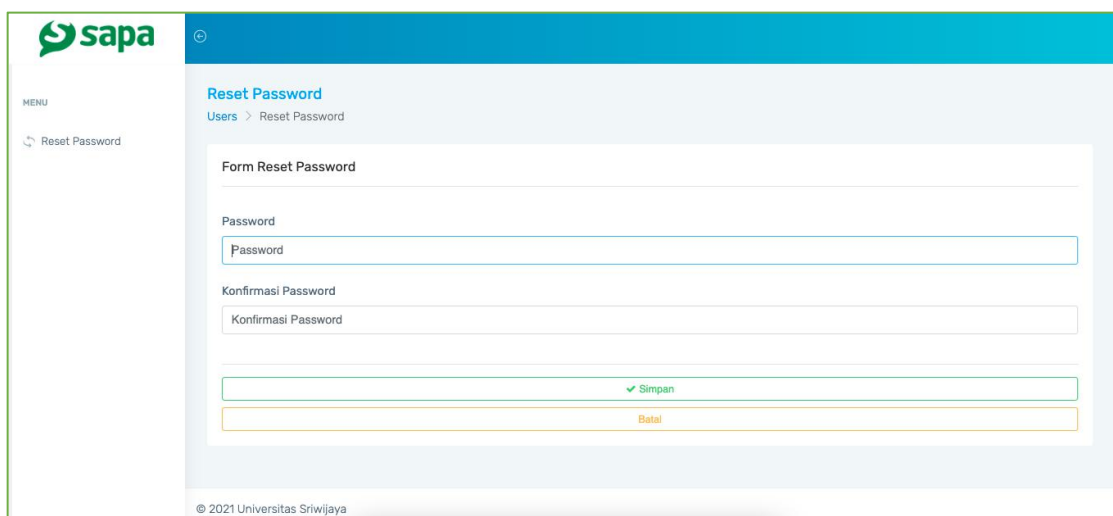 sapa
MENU
Reset Password
Reset Password
Users > Reset Password
Form Reset Password
Password
Password
Konfirmasi Password
Konfirmasi Password
Simpan
Batal
© 2021 Universitas Sriwijaya